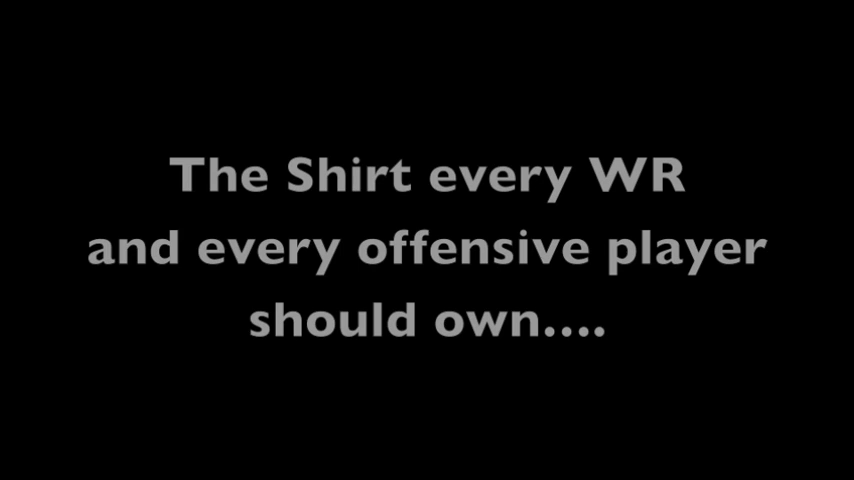 The Shirt every WR
and every offensive player
should own....